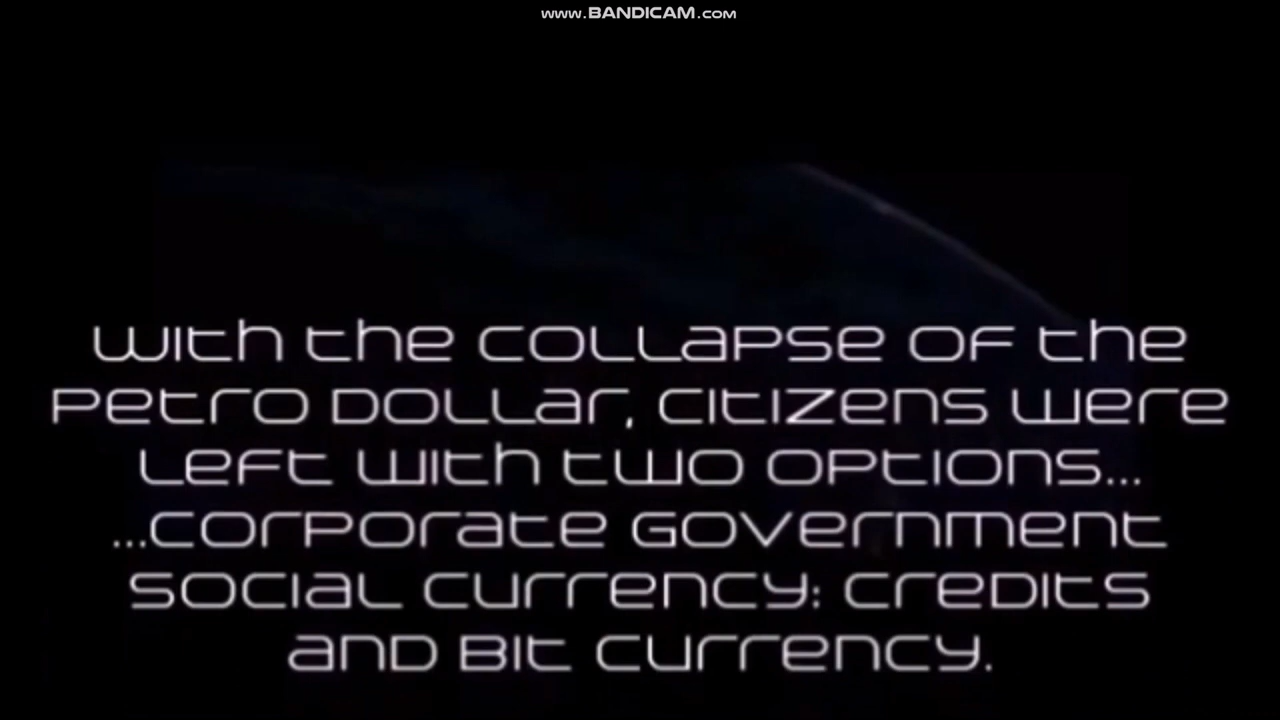 www.BANDICAM.com
With the collapse of the
Petro Dollar, citizens were
left with two options...
...Corporate Government
Social Currency: Credits
and Bit Currency.